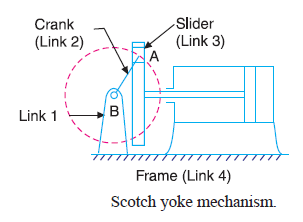 Crank
(Link 2)
Slider
(Link 3)
A
Link 1
B
Frame (Link 4)
Scotch yoke mechanism.